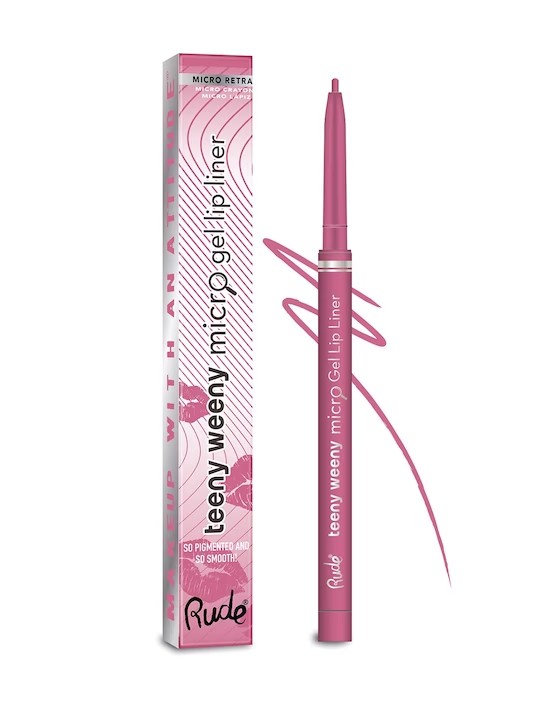 MAKEUP WITH AN ATTITUDE
MICRO RETRA
MICRO CRAYON
MICRO LÁPIZ
teeny weeny micro gel lip liner
SO PIGMENTED AND
SO SMOOTH!
Rude®
teeny weeny micro Gel Lip Liner
Rude®